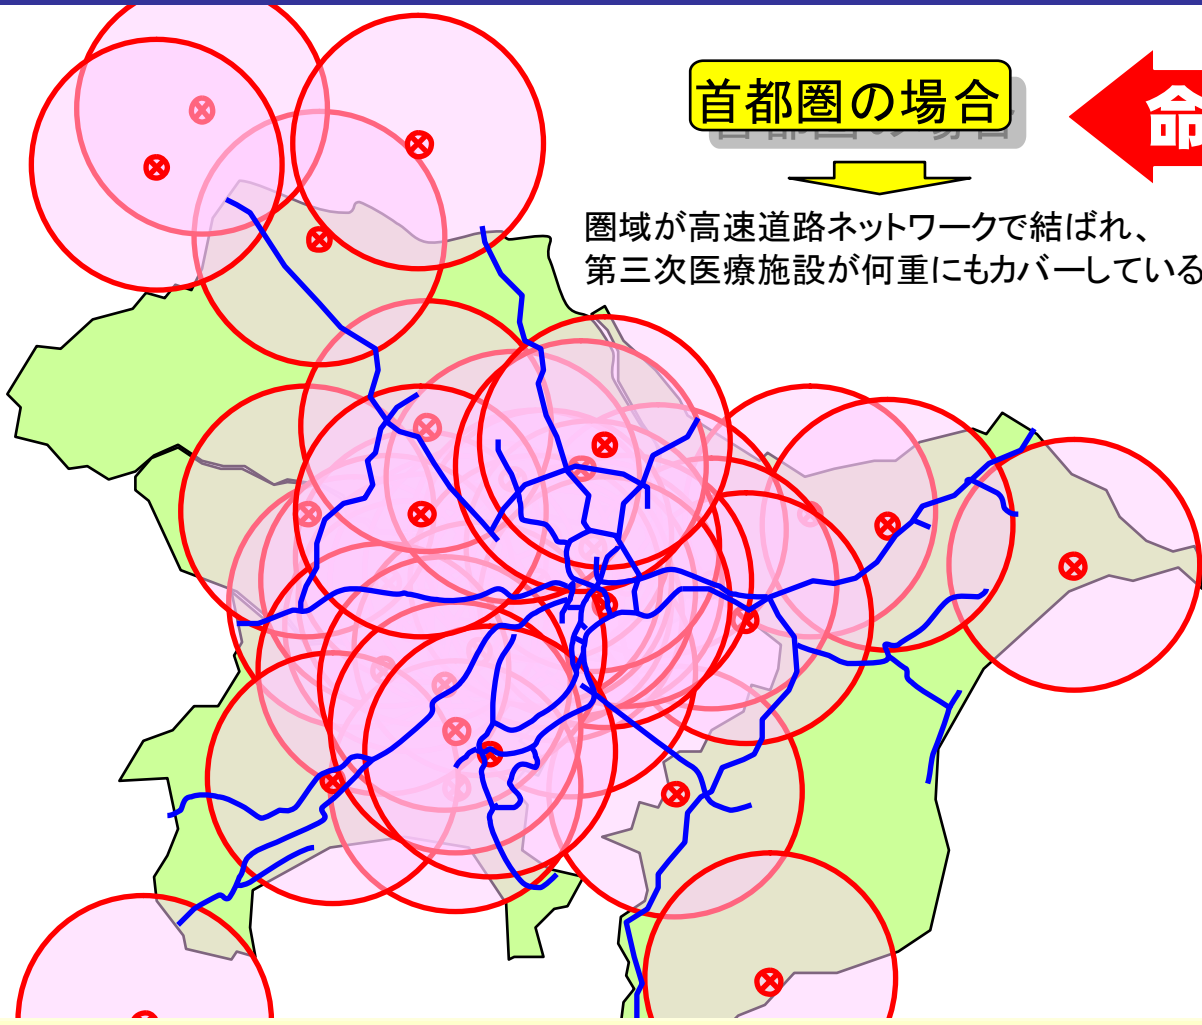 首都圏の場合
命
圏域が高速道路ネットワークで結ばれ、
第三次医療施設が何重にもカバーしている